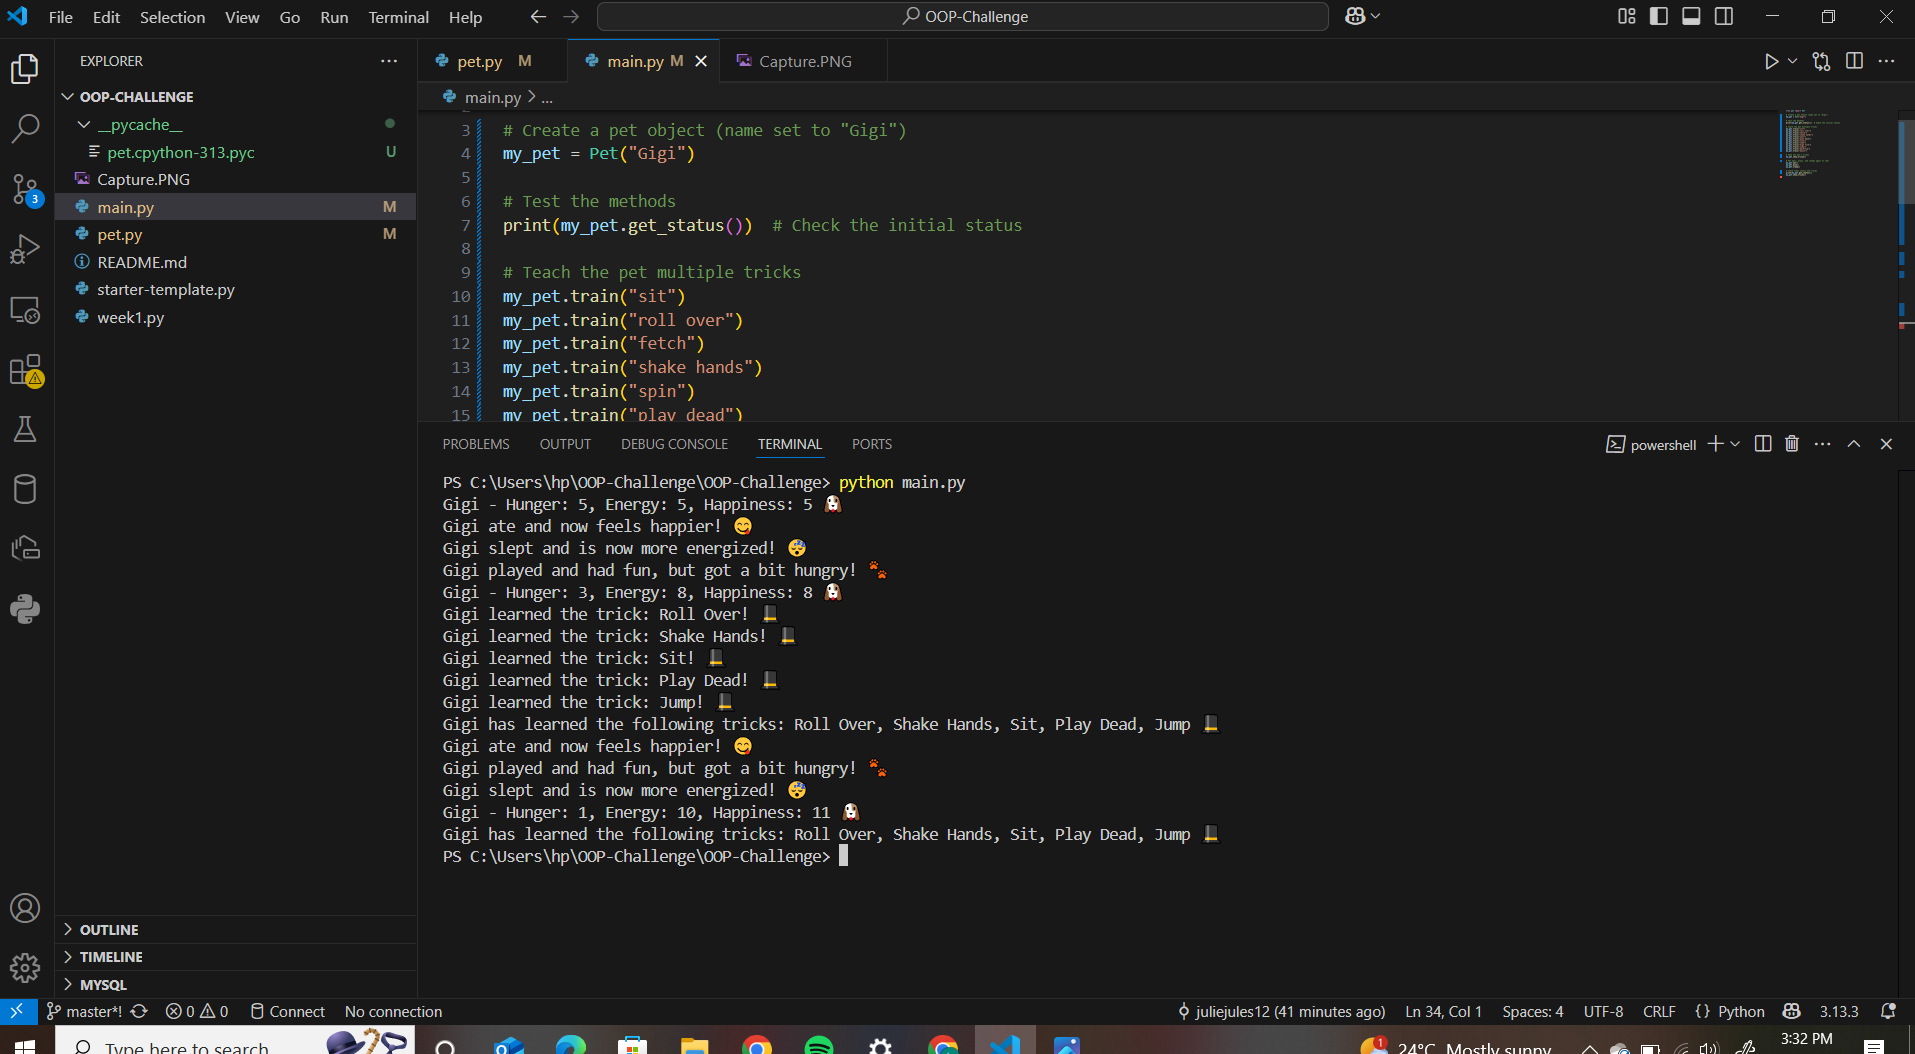 File Edit Selection View Go Run Terminal Help
OOP-Challenge
EXPLORER
OOP-CHALLENGE
__pycache__
pet.cpython-313.pyc U
Capture.PNG
main.py M
pet.py M
README.md
starter-template.py
week1.py
3
OUTLINE
TIMELINE
MYSQL
pet.py M
main.py M
Capture.PNG
main.py > ...
3 # Create a pet object (name set to "Gigi")
4 my_pet = Pet("Gigi")
5
6 # Test the methods
7 print(my_pet.get_status()) # Check the initial status
8
9 # Teach the pet multiple tricks
10 my_pet.train("sit")
11 my_pet.train("roll over")
12 my_pet.train("fetch")
13 my_pet.train("shake hands")
14 my_pet.train("spin")
15 my_pet.train("play dead")
PROBLEMS OUTPUT DEBUG CONSOLE TERMINAL PORTS
powershell
PS C:\Users\hp\OOP-Challenge\OOP-Challenge> python main.py
Gigi - Hunger: 5, Energy: 5, Happiness: 5 🐶
Gigi ate and now feels happier! 😋
Gigi slept and is now more energized! 😴
Gigi played and had fun, but got a bit hungry! 🐾
Gigi - Hunger: 3, Energy: 8, Happiness: 8 🐶
Gigi learned the trick: Roll Over! 🎩
Gigi learned the trick: Shake Hands! 🎩
Gigi learned the trick: Sit! 🎩
Gigi learned the trick: Play Dead! 🎩
Gigi learned the trick: Jump! 🎩
Gigi has learned the following tricks: Roll Over, Shake Hands, Sit, Play Dead, Jump 🎩
Gigi ate and now feels happier! 😋
Gigi played and had fun, but got a bit hungry! 🐾
Gigi slept and is now more energized! 😴
Gigi - Hunger: 1, Energy: 10, Happiness: 11 🐶
Gigi has learned the following tricks: Roll Over, Shake Hands, Sit, Play Dead, Jump 🎩
PS C:\Users\hp\OOP-Challenge\OOP-Challenge>
master*! 0 0 Connect No connection
juliejules12 (41 minutes ago) Ln 34, Col 1 Spaces: 4 UTF-8 CRLF {} Python 3.13.3
Type here to search
1 24°C Mostly sunny 3:32 PM